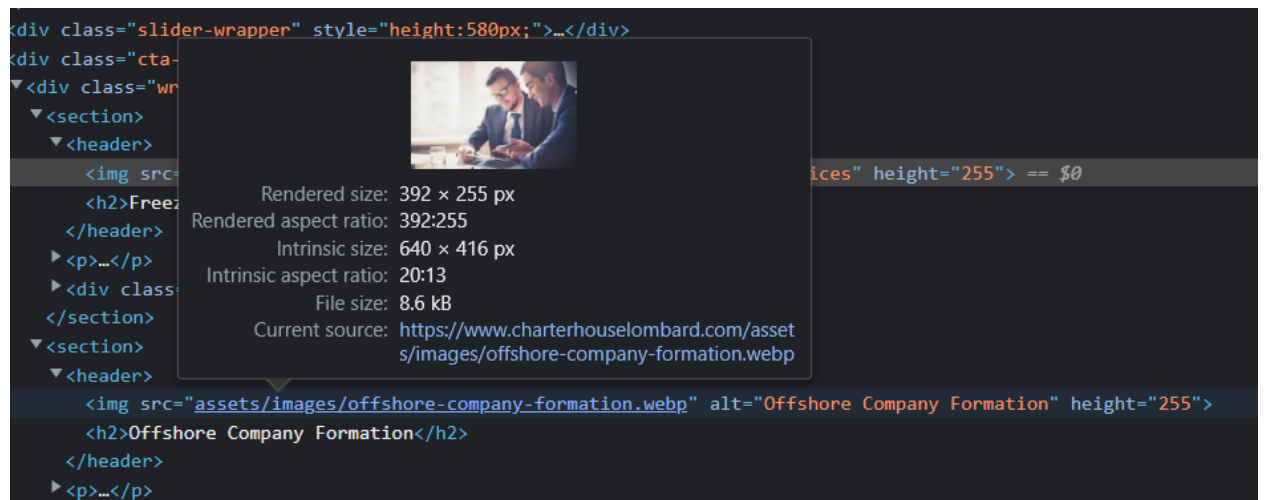 <div class="slider-wrapper" style="height:580px;">…</div>
<div class="cta-
▼<div class="wr
▼<section>
▼<header>
<img src= ices" height="255"> == $0
<h2>Freez
</header>
▶<p>…</p>
▶<div class=
</section>
▼<section>
▼<header>
Rendered size: 392 × 255 px
Rendered aspect ratio: 392:255
Intrinsic size: 640 × 416 px
Intrinsic aspect ratio: 20:13
File size: 8.6 kB
Current source: https://www.charterhouselombard.com/asset
s/images/offshore-company-formation.webp
<img src="assets/images/offshore-company-formation.webp" alt="Offshore Company Formation" height="255">
<h2>Offshore Company Formation</h2>
</header>
▶<p>…</p>